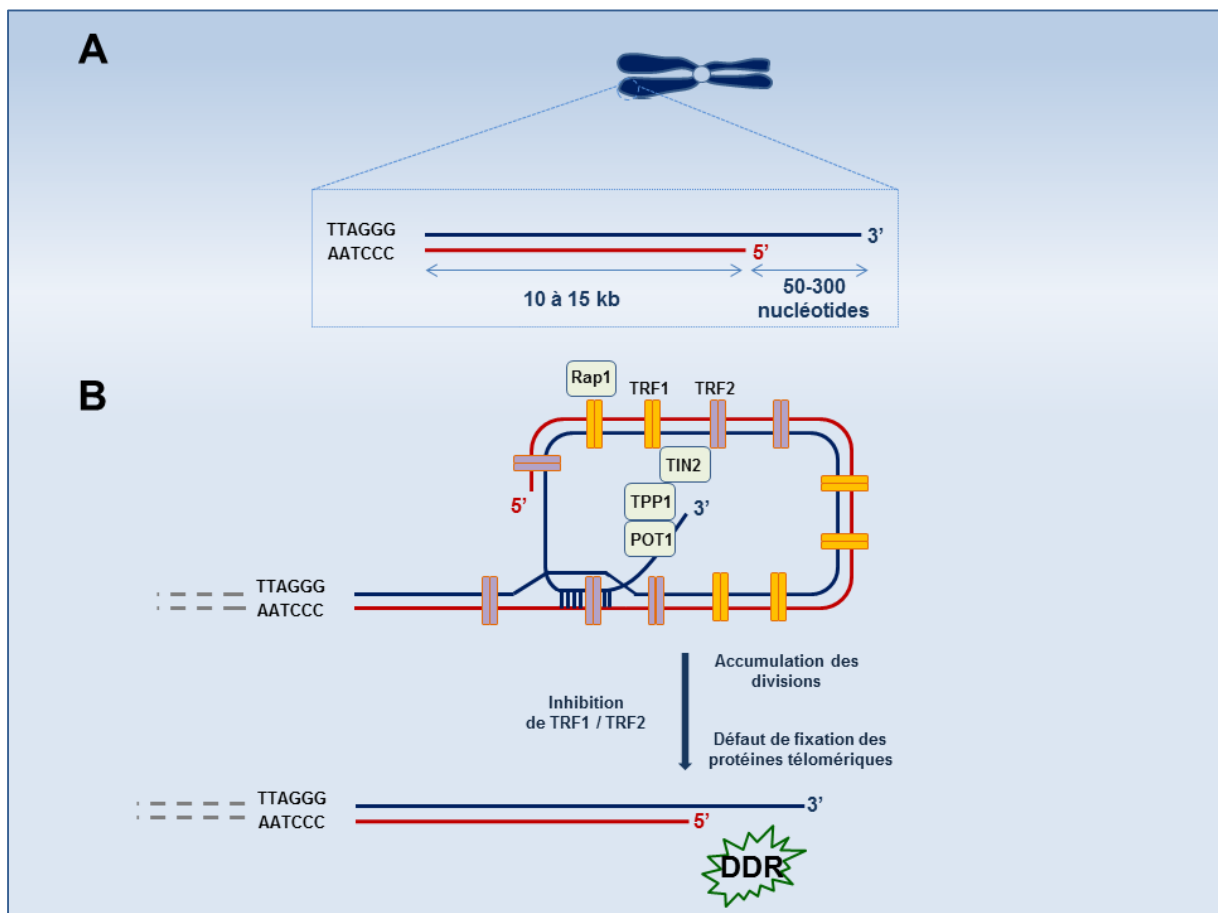 A
TTAGGG
AATCCC
3’
5’
10 à 15 kb
50-300
nucléotides
B
Rap1
TRF1
TRF2
TIN2
TPP1
3’
5’
POT1
TTAGGG
AATCCC
Accumulation des
divisions
Inhibition
de TRF1 / TRF2
Défaut de fixation des
protéines télomériques
TTAGGG
AATCCC
3’
5’
DDR